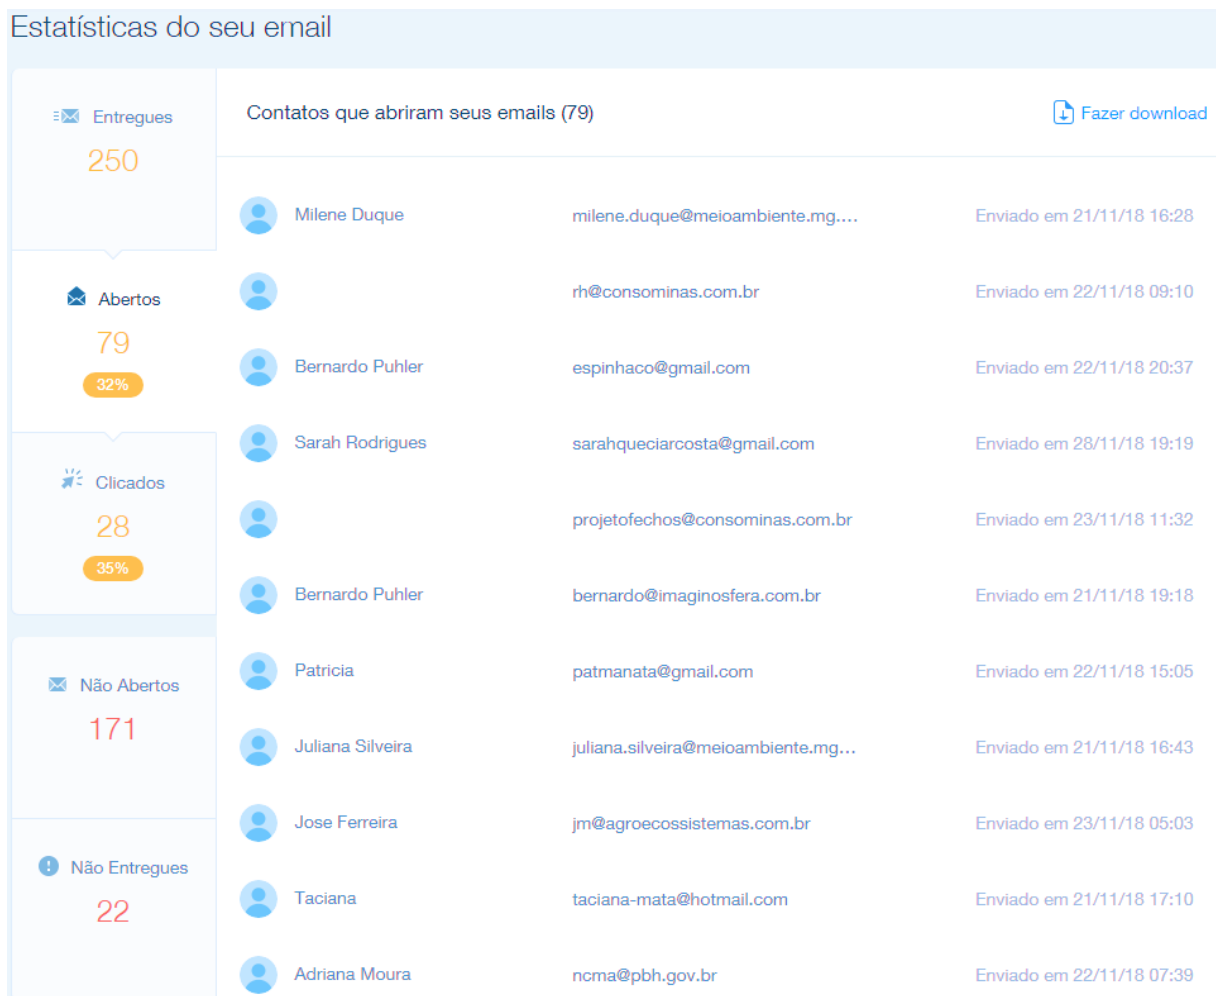 Estatísticas do seu email
Entregues
250
Abertos
79
32%
Clicados
28
35%
Não Abertos
171
Não Entregues
22
Contatos que abriram seus emails (79)
Fazer download
Milene Duque milene.duque@meioambiente.mg.... Enviado em 21/11/18 16:28
rh@consominas.com.br Enviado em 22/11/18 09:10
Bernardo Puhler espinhaco@gmail.com Enviado em 22/11/18 20:37
Sarah Rodrigues sarahqueciarcosta@gmail.com Enviado em 28/11/18 19:19
projetofechos@consominas.com.br Enviado em 23/11/18 11:32
Bernardo Puhler bernardo@imaginosfera.com.br Enviado em 21/11/18 19:18
Patricia patmanata@gmail.com Enviado em 22/11/18 15:05
Juliana Silveira juliana.silveira@meioambiente.mg... Enviado em 21/11/18 16:43
Jose Ferreira jm@agroecossistemas.com.br Enviado em 23/11/18 05:03
Taciana taciana-mata@hotmail.com Enviado em 21/11/18 17:10
Adriana Moura ncma@pbh.gov.br Enviado em 22/11/18 07:39